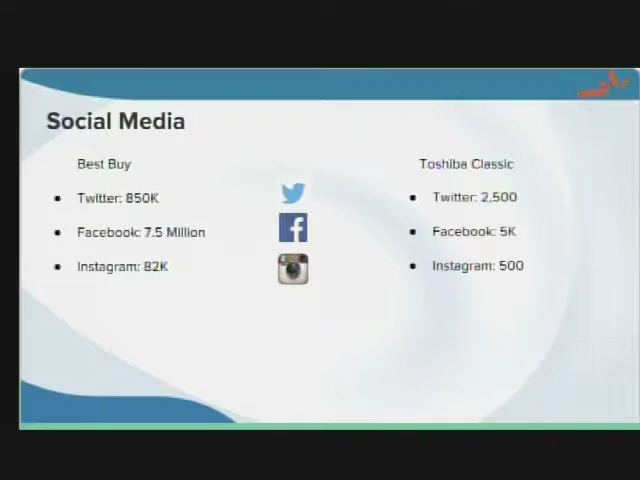 Social Media
Best Buy
Twitter: 850K
Facebook: 7.5 Million
Instagram: 82K
Toshiba Classic
Twitter: 2,500
Facebook: 5K
Instagram: 500